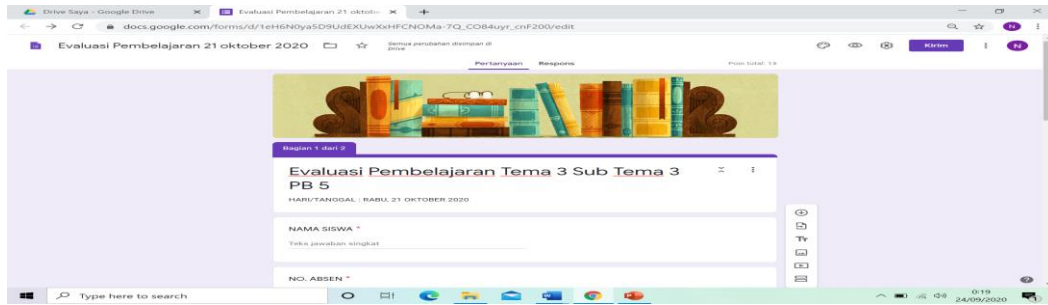 Drive Saya - Google Drive
Evaluasi Pembelajaran 21 oktob
docs.google.com/forms/d/1eH6N0ya5D9UdEXUwXxHFCNOMa-7Q_CO84uyr_cnF200/edit
Evaluasi Pembelajaran 21 oktober 2020
Semua perubahan disimpan di Drive
Kirim
N
N
Pertanyaan Respons
Poin total: 19
Bagian 1 dari 2
Evaluasi Pembelajaran Tema 3 Sub Tema 3
PB 5
HARI/TANGGAL : RABU, 21 OKTOBER 2020
NAMA SISWA *
Teks jawaban singkat
NO. ABSEN *
Type here to search
0:19
24/09/2020